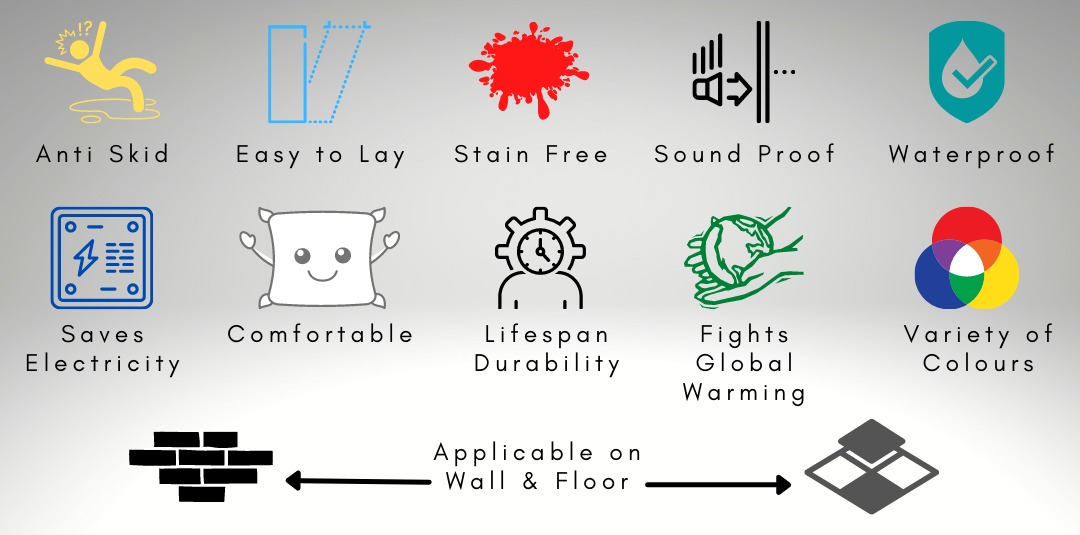 !?
Anti Skid
Easy to Lay
Stain Free
Sound Proof
Waterproof
Saves
Electricity
Comfortable
Lifespan
Durability
Fights
Global
Warming
Variety of
Colours
Applicable on
Wall & Floor